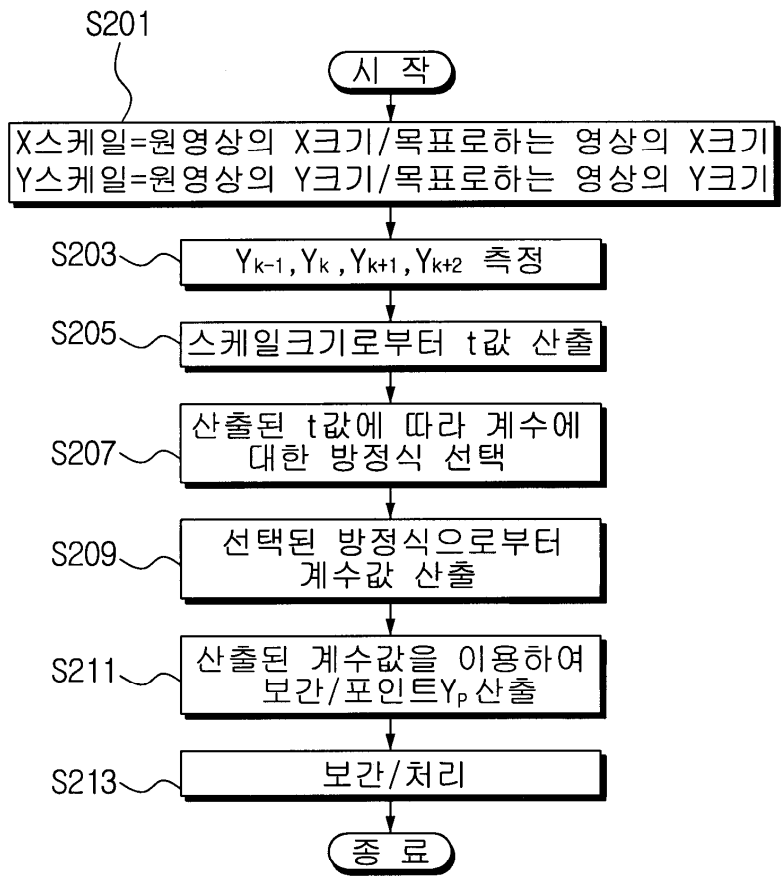 S201
시 작
X스케일=원영상의 X크기/목표로하는 영상의 X크기
Y스케일=원영상의 Y크기/목표로하는 영상의 Y크기
S203
Yk-1,Yk,Yk+1,Yk+2 측정
S205
스케일크기로부터 t값 산출
S207
산출된 t값에 따라 계수에
대한 방정식 선택
S209
선택된 방정식으로부터
계수값 산출
S211
산출된 계수값을 이용하여
보간/포인트Yp산출
S213
보간/처리
종 료